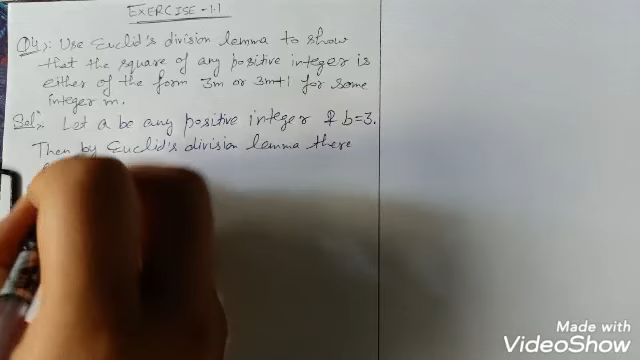 EXERCISE - 1.1
Q4:- Use Euclid's division lemma to show
that the square of any positive integer is
either of the form 3m or 3m+1 for some
integer m.
Sol:- Let a be any positive integer & b=3.
Then by Euclid's division lemma there
Made with
VideoShow